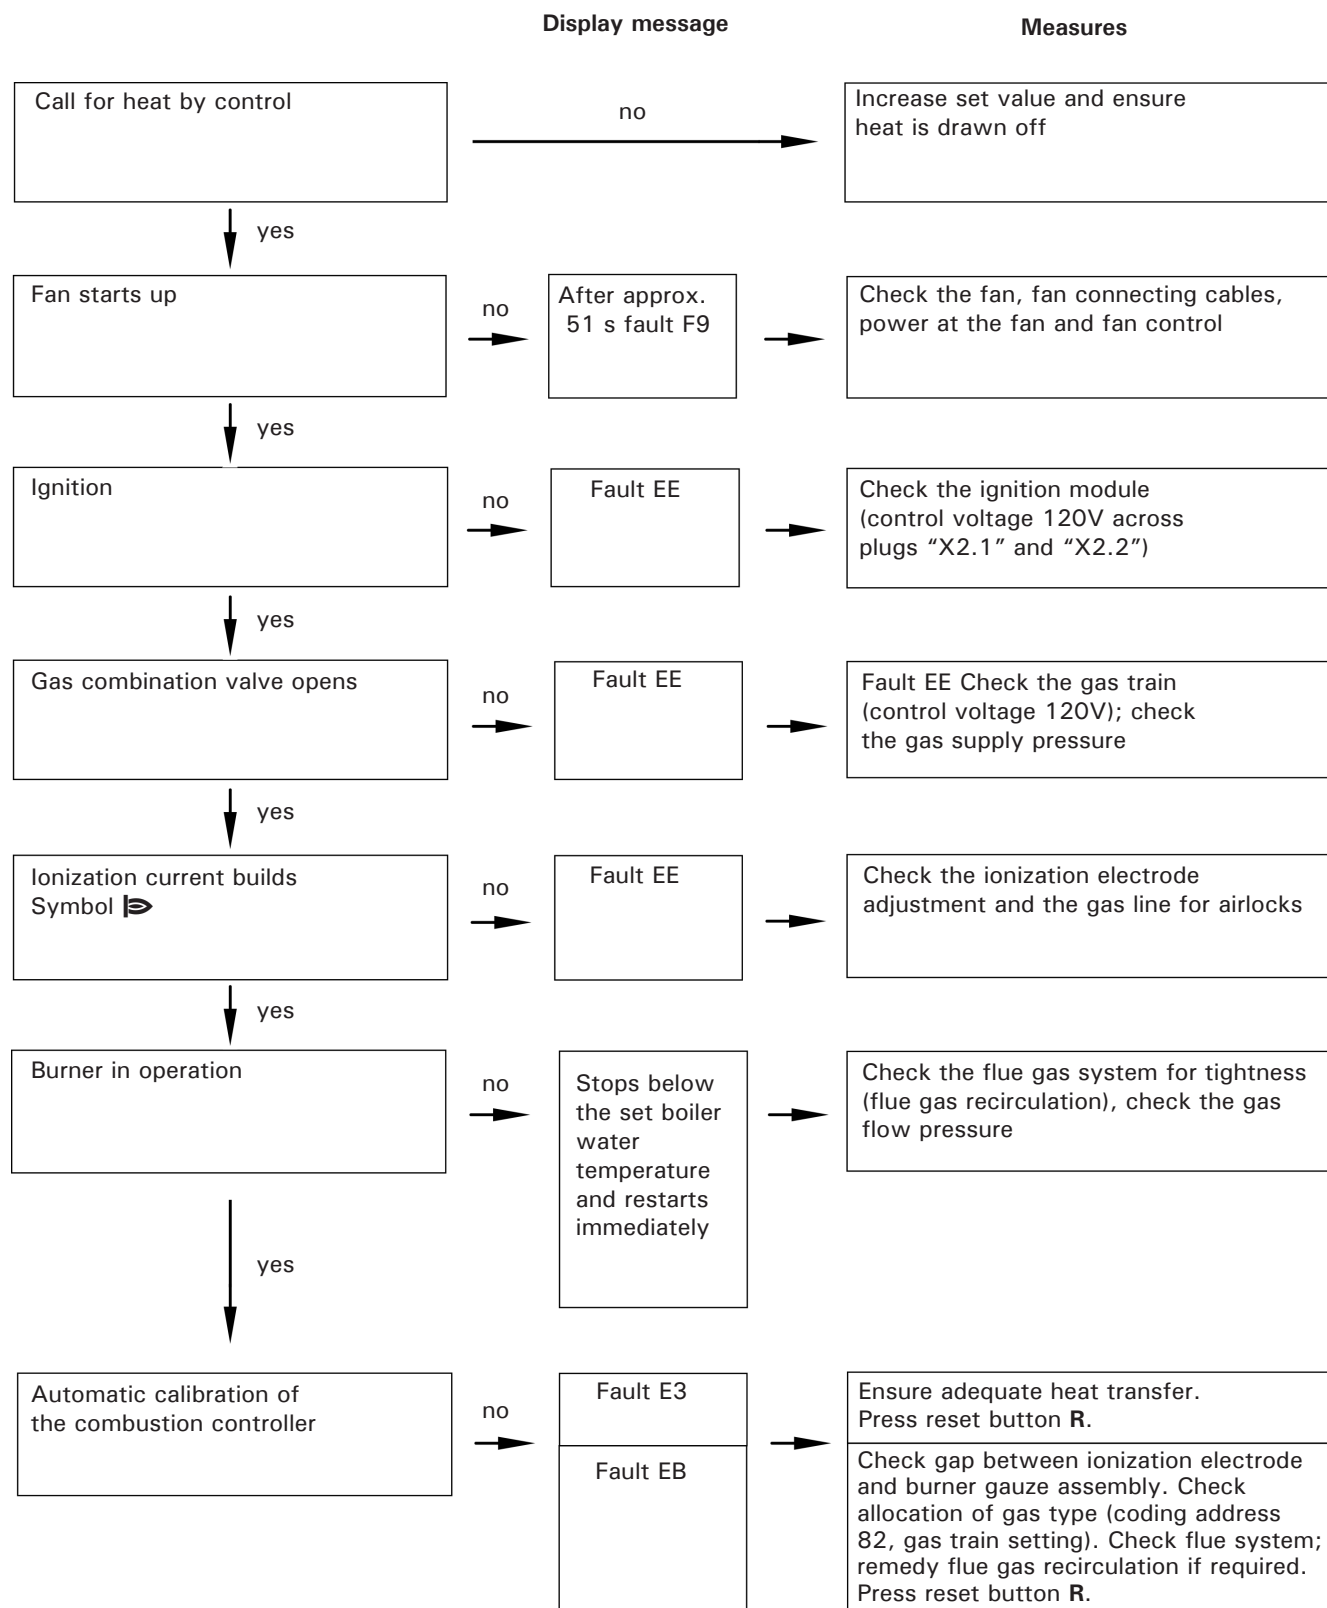 Display message
Measures
Call for heat by control
no
Increase set value and ensure
heat is drawn off
yes
Fan starts up
no
After approx.
51 s fault F9
Check the fan, fan connecting cables,
power at the fan and fan control
yes
Ignition
no
Fault EE
Check the ignition module
(control voltage 120V across
plugs “X2.1” and “X2.2”)
yes
Gas combination valve opens
no
Fault EE
Fault EE Check the gas train
(control voltage 120V); check
the gas supply pressure
yes
Ionization current builds
Symbol
no
Fault EE
Check the ionization electrode
adjustment and the gas line for airlocks
yes
Burner in operation
no
Stops below
the set boiler
water
temperature
and restarts
immediately
Check the flue gas system for tightness
(flue gas recirculation), check the gas
flow pressure
yes
Automatic calibration of
the combustion controller
no
Fault E3
Ensure adequate heat transfer.
Press reset button R.
Fault EB
Check gap between ionization electrode
and burner gauze assembly. Check
allocation of gas type (coding address
82, gas train setting). Check flue system;
remedy flue gas recirculation if required.
Press reset button R.